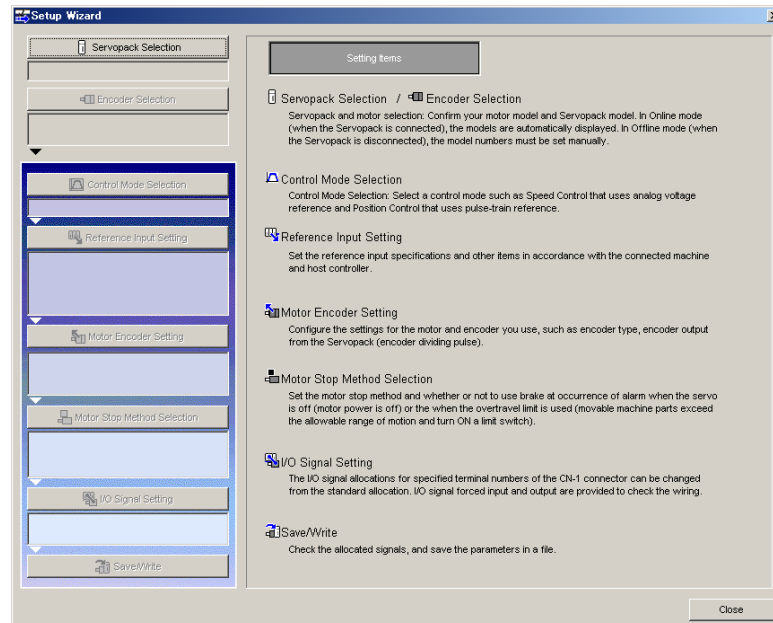 Setup Wizard
Servopack Selection
Encoder Selection
Control Mode Selection
Reference Input Setting
Motor Encoder Setting
Motor Stop Method Selection
I/O Signal Setting
Save/Write
Setting Items
Servopack Selection / Encoder Selection
Servopack and motor selection: Confirm your motor model and Servopack model. In Online mode
(when the Servopack is connected), the models are automatically displayed. In Offline mode (when
the Servopack is disconnected), the model numbers must be set manually.
Control Mode Selection
Control Mode Selection: Select a control mode such as Speed Control that uses analog voltage
reference and Position Control that uses pulse-train reference.
Reference Input Setting
Set the reference input specifications and other items in accordance with the connected machine
and host controller.
Motor Encoder Setting
Configure the settings for the motor and encoder you use, such as encoder type, encoder output
from the Servopack (encoder dividing pulse).
Motor Stop Method Selection
Set the motor stop method and whether or not to use brake at occurrence of alarm when the servo
is off (motor power is off) or the when the overtravel limit is used (movable machine parts exceed
the allowable range of motion and turn ON a limit switch).
I/O Signal Setting
The I/O signal allocations for specified terminal numbers of the CN-1 connector can be changed
from the standard allocation. I/O signal forced input and output are provided to check the wiring.
Save/Write
Check the allocated signals, and save the parameters in a file.
Close